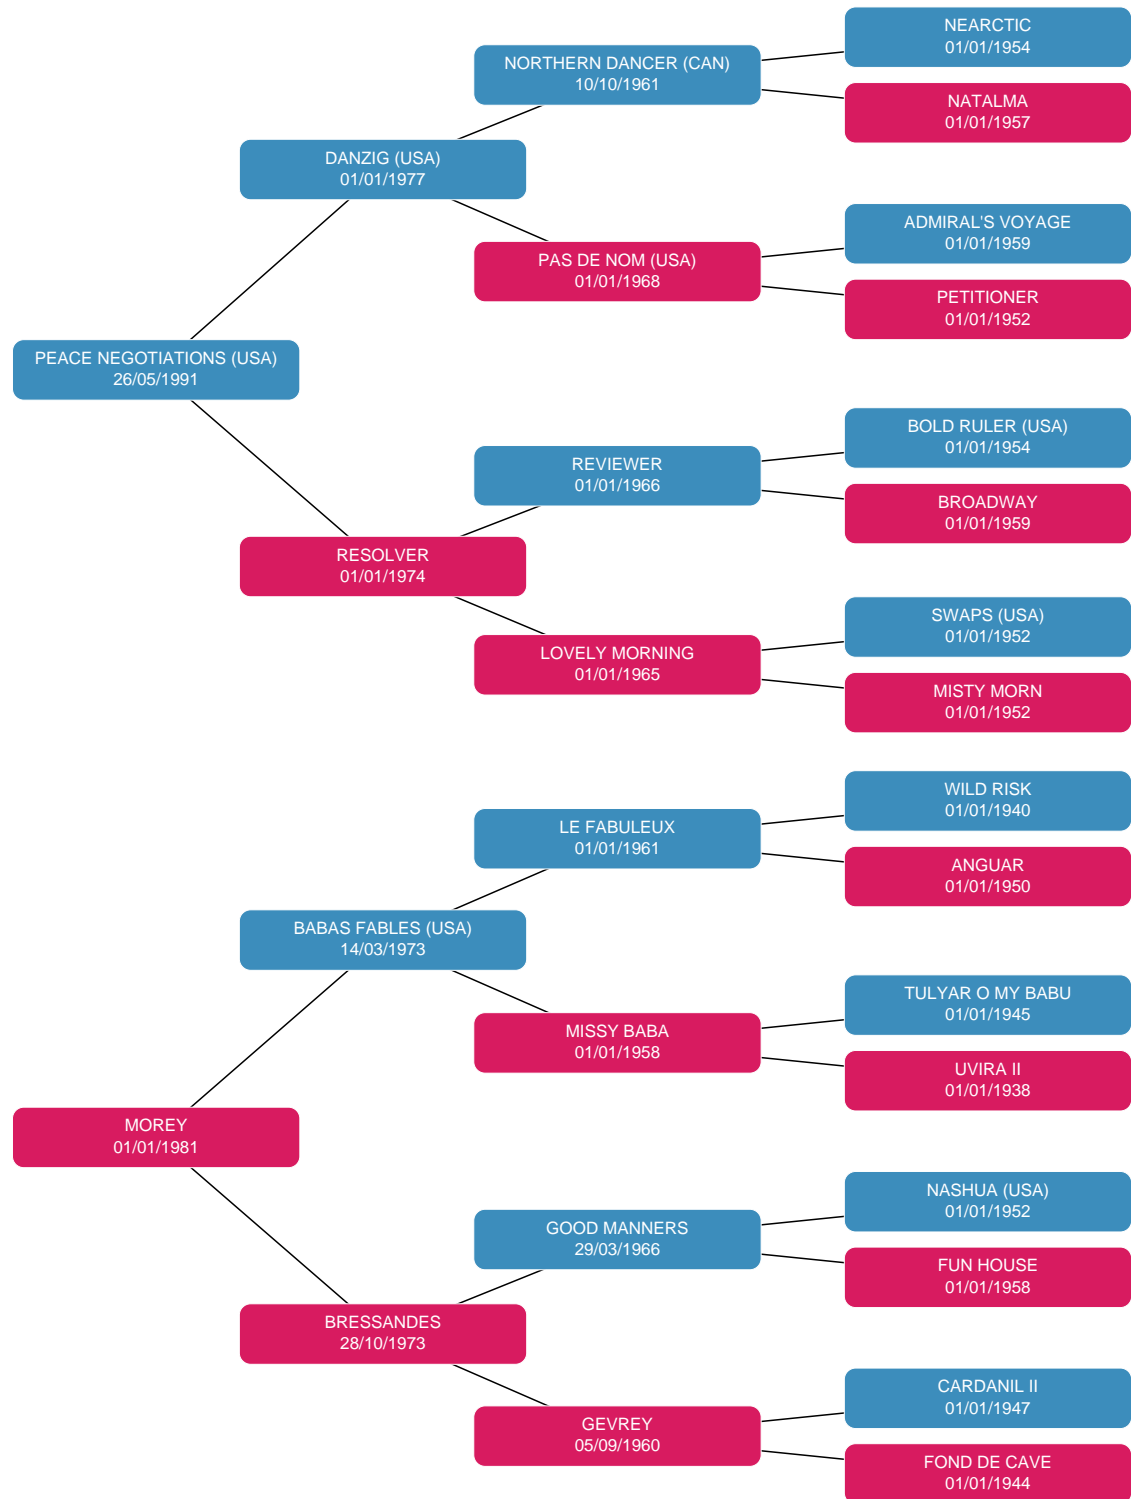 NEARCTIC
01/01/1954
NORTHERN DANCER (CAN)
10/10/1961
NATALMA
01/01/1957
DANZIG (USA)
01/01/1977
ADMIRAL'S VOYAGE
01/01/1959
PAS DE NOM (USA)
01/01/1968
PETITIONER
01/01/1952
PEACE NEGOTIATIONS (USA)
26/05/1991
BOLD RULER (USA)
01/01/1954
REVIEWER
01/01/1966
BROADWAY
01/01/1959
RESOLVER
01/01/1974
SWAPS (USA)
01/01/1952
LOVELY MORNING
01/01/1965
MISTY MORN
01/01/1952
WILD RISK
01/01/1940
LE FABULEUX
01/01/1961
ANGUAR
01/01/1950
BABAS FABLES (USA)
14/03/1973
TULYAR O MY BABU
01/01/1945
MISSY BABA
01/01/1958
UVIRA II
01/01/1938
MOREY
01/01/1981
NASHUA (USA)
01/01/1952
GOOD MANNERS
29/03/1966
FUN HOUSE
01/01/1958
BRESSANDES
28/10/1973
CARDANIL II
01/01/1947
GEVREY
05/09/1960
FOND DE CAVE
01/01/1944